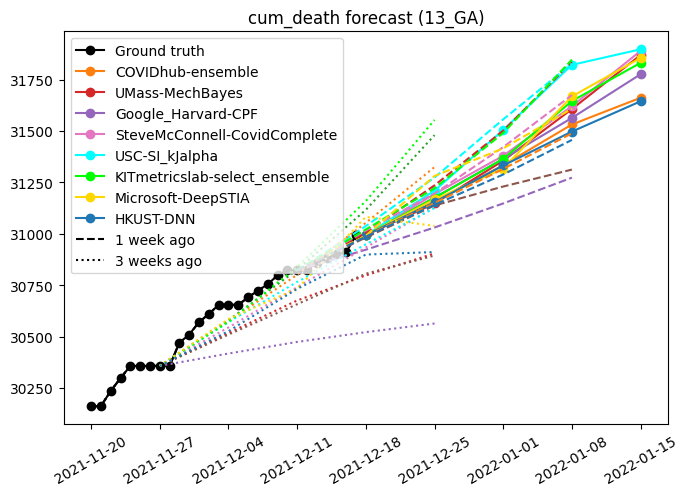 cum_death forecast (13_GA)
Ground truth
COVIDhub-ensemble
UMass-MechBayes
Google_Harvard-CPF
SteveMcConnell-CovidComplete
USC-SI_kJalpha
KITmetricslab-select_ensemble
Microsoft-DeepSTIA
HKUST-DNN
1 week ago
3 weeks ago
31750
31500
31250
31000
30750
30500
30250
2021-11-20
2021-11-27
2021-12-04
2021-12-11
2021-12-18
2021-12-25
2022-01-01
2022-01-08
2022-01-15